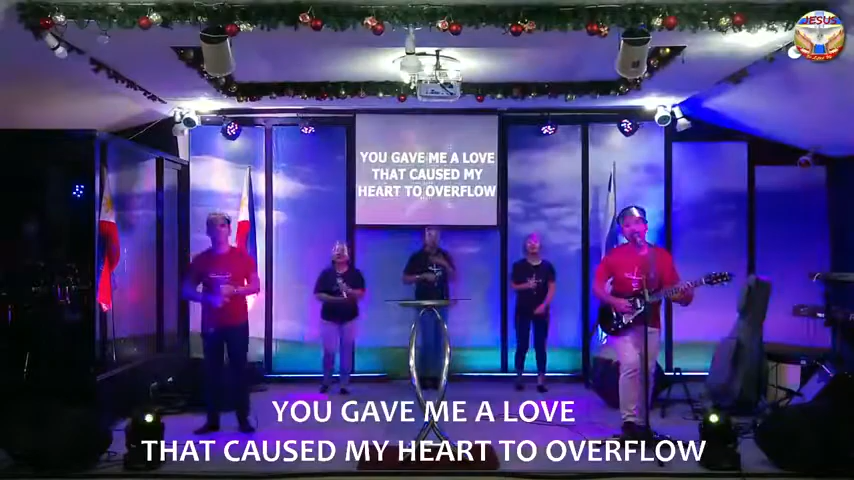 JESUS
YOU GAVE ME A LOVE
THAT CAUSED MY
HEART TO OVERFLOW
YOU GAVE ME A LOVE
THAT CAUSED MY HEART TO OVERFLOW